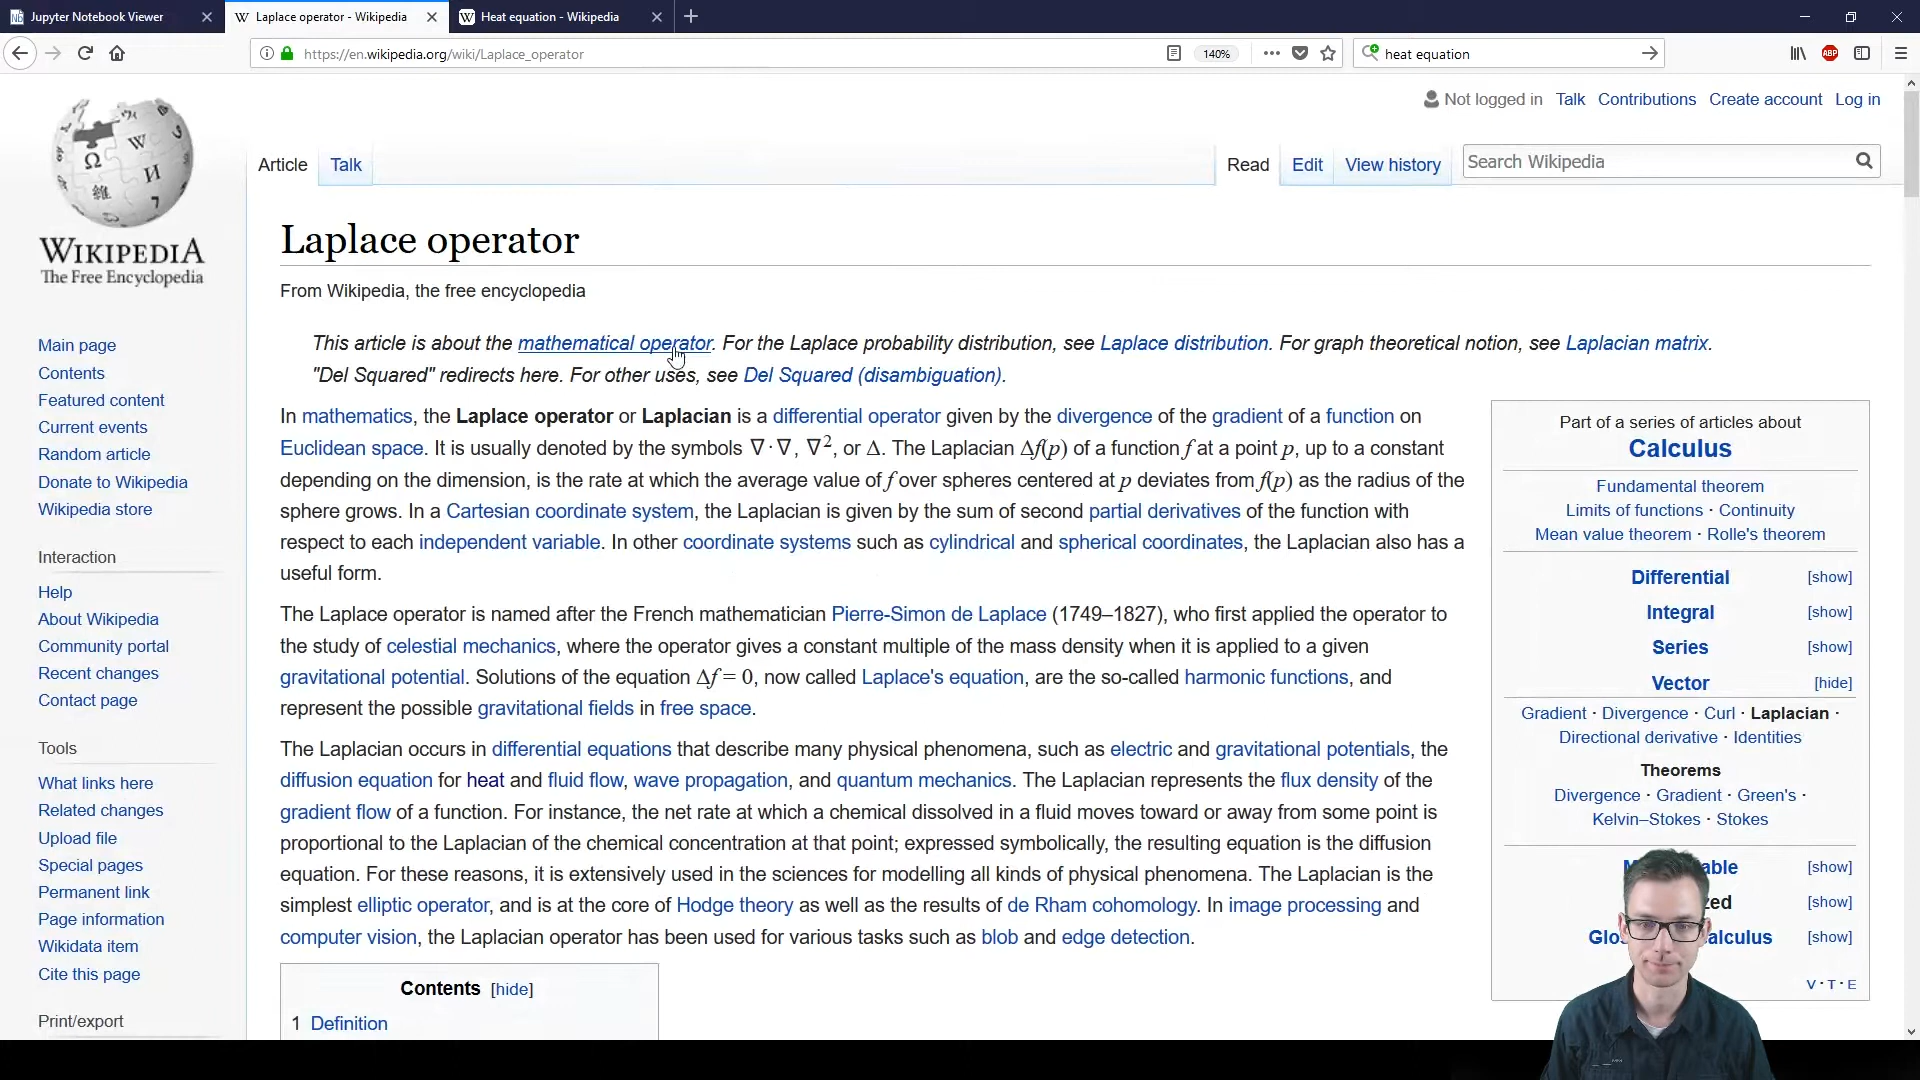 Jupyter Notebook Viewer
Laplace operator - Wikipedia
Heat equation - Wikipedia
https://en.wikipedia.org/wiki/Laplace_operator
140%
heat equation
ABP
Not logged in Talk Contributions Create account Log in
Article Talk
Read Edit View history
Search Wikipedia
WIKIPEDIA
The Free Encyclopedia
Main page
Contents
Featured content
Current events
Random article
Donate to Wikipedia
Wikipedia store
Interaction
Help
About Wikipedia
Community portal
Recent changes
Contact page
Tools
What links here
Related changes
Upload file
Special pages
Permanent link
Page information
Wikidata item
Cite this page
Print/export
Laplace operator
From Wikipedia, the free encyclopedia
This article is about the mathematical operator. For the Laplace probability distribution, see Laplace distribution. For graph theoretical notion, see Laplacian matrix.
"Del Squared" redirects here. For other uses, see Del Squared (disambiguation).
In mathematics, the Laplace operator or Laplacian is a differential operator given by the divergence of the gradient of a function on
Euclidean space. It is usually denoted by the symbols ∇·∇, ∇², or Δ. The Laplacian Δf(p) of a function f at a point p, up to a constant
depending on the dimension, is the rate at which the average value of f over spheres centered at p deviates from f(p) as the radius of the
sphere grows. In a Cartesian coordinate system, the Laplacian is given by the sum of second partial derivatives of the function with
respect to each independent variable. In other coordinate systems such as cylindrical and spherical coordinates, the Laplacian also has a
useful form.
The Laplace operator is named after the French mathematician Pierre-Simon de Laplace (1749–1827), who first applied the operator to
the study of celestial mechanics, where the operator gives a constant multiple of the mass density when it is applied to a given
gravitational potential. Solutions of the equation Δf = 0, now called Laplace's equation, are the so-called harmonic functions, and
represent the possible gravitational fields in free space.
The Laplacian occurs in differential equations that describe many physical phenomena, such as electric and gravitational potentials, the
diffusion equation for heat and fluid flow, wave propagation, and quantum mechanics. The Laplacian represents the flux density of the
gradient flow of a function. For instance, the net rate at which a chemical dissolved in a fluid moves toward or away from some point is
proportional to the Laplacian of the chemical concentration at that point; expressed symbolically, the resulting equation is the diffusion
equation. For these reasons, it is extensively used in the sciences for modelling all kinds of physical phenomena. The Laplacian is the
simplest elliptic operator, and is at the core of Hodge theory as well as the results of de Rham cohomology. In image processing and
computer vision, the Laplacian operator has been used for various tasks such as blob and edge detection.
Contents [hide]
1 Definition
Part of a series of articles about
Calculus
Fundamental theorem
Limits of functions · Continuity
Mean value theorem · Rolle's theorem
Differential [show]
Integral [show]
Series [show]
Vector [hide]
Gradient · Divergence · Curl · Laplacian ·
Directional derivative · Identities
Theorems
Divergence · Gradient · Green's ·
Kelvin–Stokes · Stokes
[show]
[show]
[show]
V · T · E